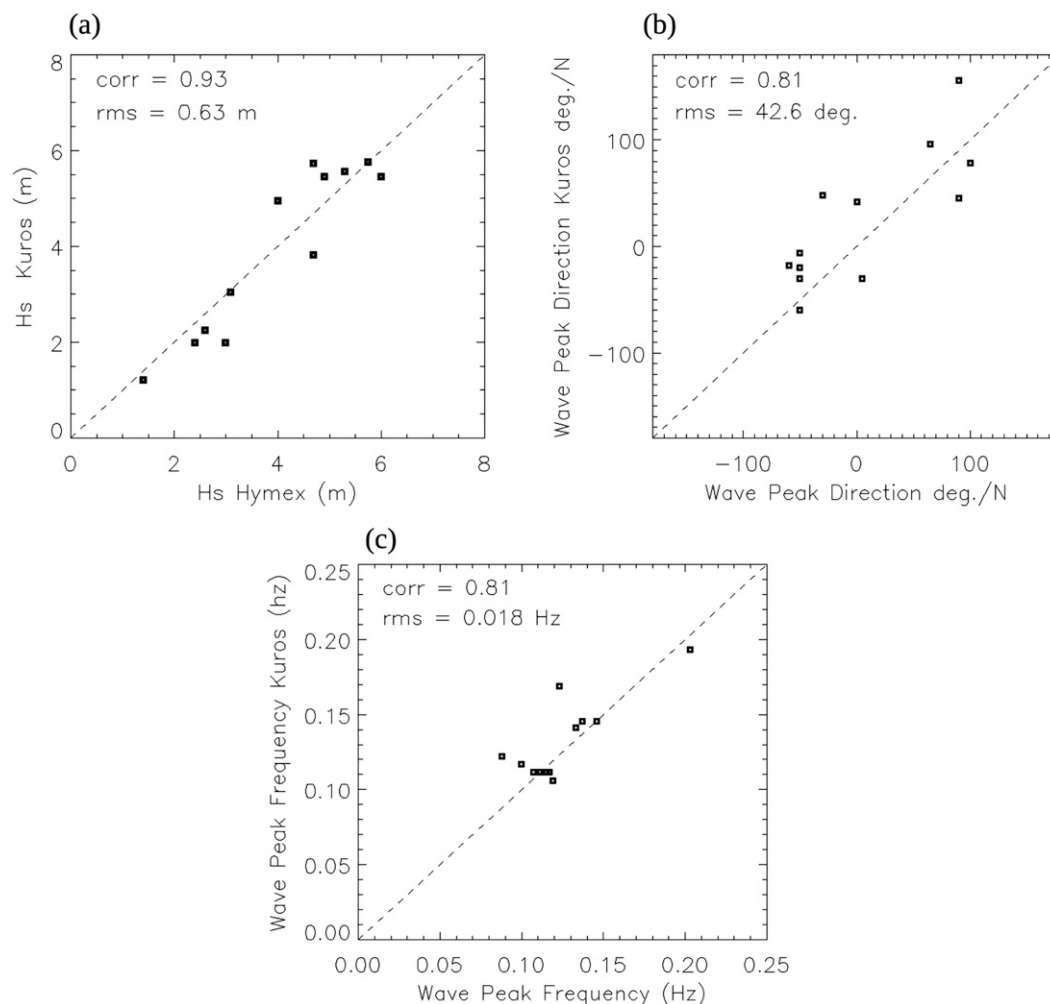 (a)
8
corr = 0.93
rms = 0.63 m
6
4
2
0
Hs Kuros (m)
0 2 4 6 8
Hs Hymex (m)
(b)
corr = 0.81
rms = 42.6 deg.
100
0
−100
Wave Peak Direction Kuros deg./N
−100 0 100
Wave Peak Direction deg./N
(c)
0.25
corr = 0.81
rms = 0.018 Hz
0.20
0.15
0.10
0.05
0.00
Wave Peak Frequency Kuros (hz)
0.00 0.05 0.10 0.15 0.20 0.25
Wave Peak Frequency (Hz)